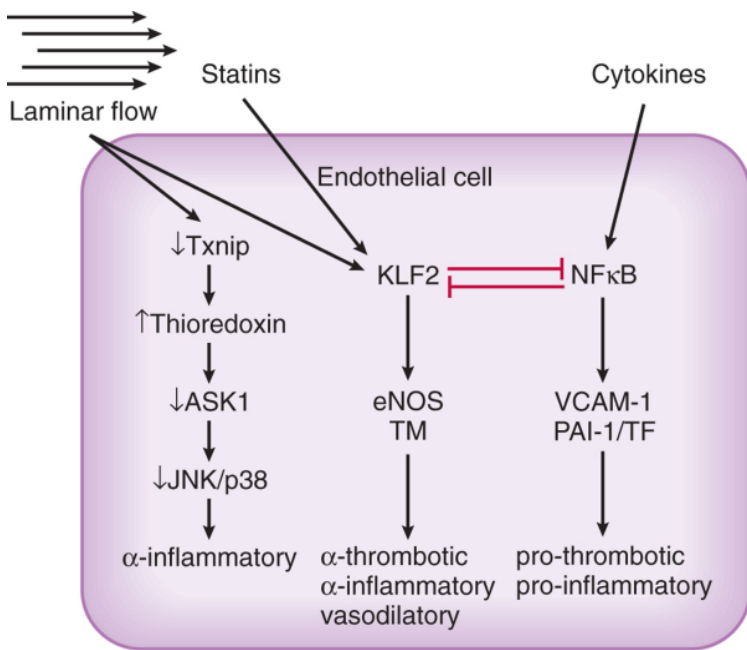 Laminar flow
Statins
Cytokines
Endothelial cell
↓Txnip
↑Thioredoxin
↓ASK1
↓JNK/p38
α-inflammatory
KLF2
eNOS
TM
α-thrombotic
α-inflammatory
vasodilatory
NFκB
VCAM-1
PAI-1/TF
pro-thrombotic
pro-inflammatory